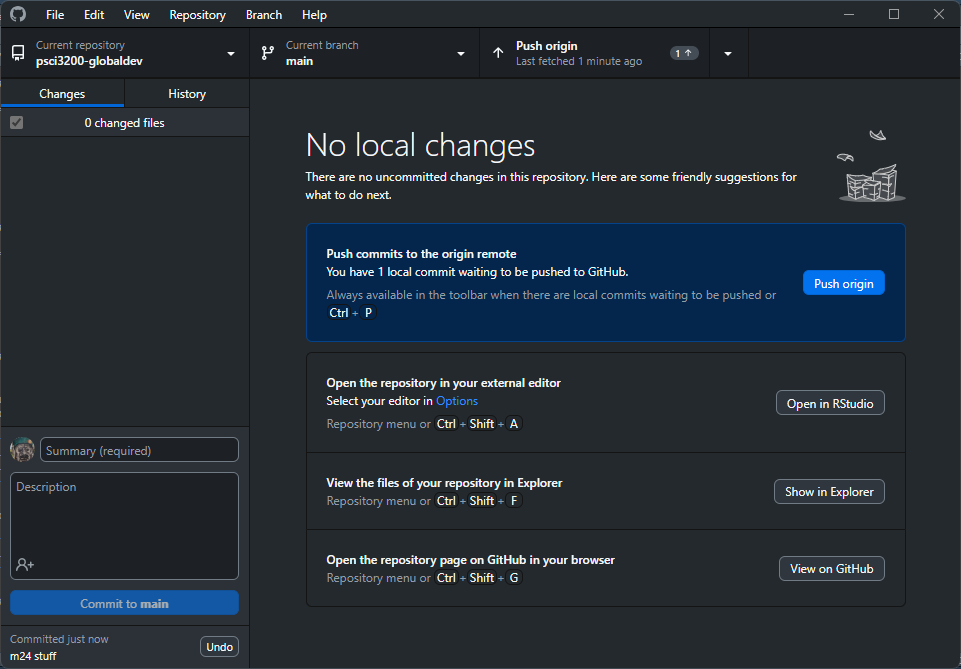 File Edit View Repository Branch Help
Current repository
psci3200-globaldev
Current branch
main
Push origin
Last fetched 1 minute ago
1
Changes
History
0 changed files
No local changes
There are no uncommitted changes in this repository. Here are some friendly suggestions for
what to do next.
Push commits to the origin remote
You have 1 local commit waiting to be pushed to GitHub.
Always available in the toolbar when there are local commits waiting to be pushed or
Ctrl + P
Push origin
Open the repository in your external editor
Select your editor in Options
Repository menu or Ctrl + Shift + A
Open in RStudio
View the files of your repository in Explorer
Repository menu or Ctrl + Shift + F
Show in Explorer
Open the repository page on GitHub in your browser
Repository menu or Ctrl + Shift + G
View on GitHub
Summary (required)
Description
Commit to main
Committed just now
m24 stuff
Undo